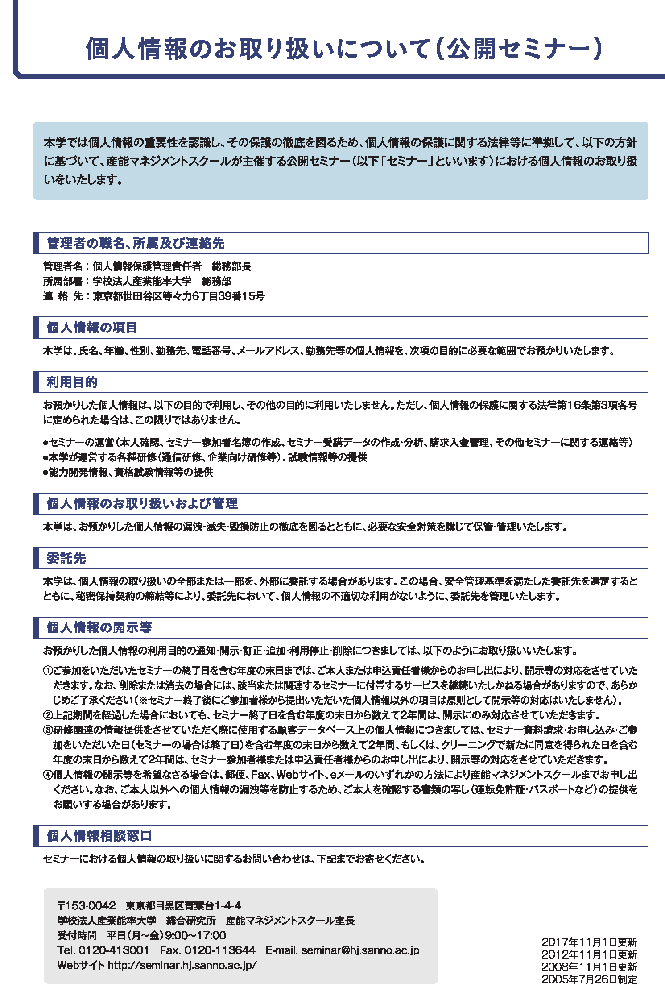 個人情報のお取り扱いについて（公開セミナー）
本学では個人情報の重要性を認識し、その保護の徹底を図るため、個人情報の保護に関する法律等に準拠して、以下の方針
に基づいて、産能マネジメントスクールが主催する公開セミナー（以下「セミナー」といいます）における個人情報のお取り扱
いをいたします。
管理者の職名、所属及び連絡先
管理者名：個人情報保護管理責任者　総務部長
所属部署：学校法人産業能率大学　総務部
連 絡 先：東京都世田谷区等々力6丁目39番15号
個人情報の項目
本学は、氏名、年齢、性別、勤務先、電話番号、メールアドレス、勤務先等の個人情報を、次項の目的に必要な範囲でお預かりいたします。
利用目的
お預かりした個人情報は、以下の目的で利用し、その他の目的に利用いたしません。ただし、個人情報の保護に関する法律第16条第3項各号
に定められた場合は、この限りではありません。
●セミナーの運営（本人確認、セミナー参加者名簿の作成、セミナー受講データの作成・分析、請求入金管理、その他セミナーに関する連絡等）
●本学が運営する各種研修（通信研修、企業向け研修等）、試験情報等の提供
●能力開発情報、資格試験情報等の提供
個人情報のお取り扱いおよび管理
本学は、お預かりした個人情報の漏洩・滅失・毀損防止の徹底を図るとともに、必要な安全対策を講じて保管・管理いたします。
委託先
本学は、個人情報の取り扱いの全部または一部を、外部に委託する場合があります。この場合、安全管理基準を満たした委託先を選定すると
ともに、秘密保持契約の締結等により、委託先において、個人情報の不適切な利用がないように、委託先を管理いたします。
個人情報の開示等
お預かりした個人情報の利用目的の通知・開示・訂正・追加・利用停止・削除につきましては、以下のようにお取り扱いいたします。
①ご参加をいただいたセミナーの終了日を含む年度の末日までは、ご本人または申込責任者様からのお申し出により、開示等の対応をさせていた
だきます。なお、削除または消去の場合には、該当または関連するセミナーに付帯するサービスを継続いたしかねる場合がありますので、あらか
じめご了承ください（※セミナー終了後にご参加者様から提出いただいた個人情報以外の項目は原則として開示等の対応はいたしません）。
②上記期間を経過した場合においても、セミナー終了日を含む年度の末日から数えて2年間は、開示にのみ対応させていただきます。
③研修関連の情報提供をさせていただく際に使用する顧客データベース上の個人情報につきましては、セミナー資料請求・お申し込み・ご参
加をいただいた日（セミナーの場合は終了日）を含む年度の末日から数えて2年間、もしくは、クリーニングで新たに同意を得られた日を含む
年度の末日から数えて2年間は、セミナー参加者様または申込責任者様からのお申し出により、開示等の対応をさせていただきます。
④個人情報の開示等を希望なさる場合は、郵便、Fax、Webサイト、eメールのいずれかの方法により産能マネジメントスクールまでお申し出
ください。なお、ご本人以外への個人情報の漏洩等を防止するため、ご本人を確認する書類の写し（運転免許証・パスポートなど）の提供を
お願いする場合があります。
個人情報相談窓口
セミナーにおける個人情報の取り扱いに関するお問い合わせは、下記までお寄せください。
〒153-0042　東京都目黒区青葉台1-4-4
学校法人産業能率大学　総合研究所　産能マネジメントスクール室長
受付時間　平日（月〜金）9:00〜17:00
Tel. 0120-413001　Fax. 0120-113644　E-mail. seminar@hj.sanno.ac.jp
Webサイト http://seminar.hj.sanno.ac.jp/
2017年11月1日更新
2012年11月1日更新
2008年11月1日更新
2005年7月26日制定